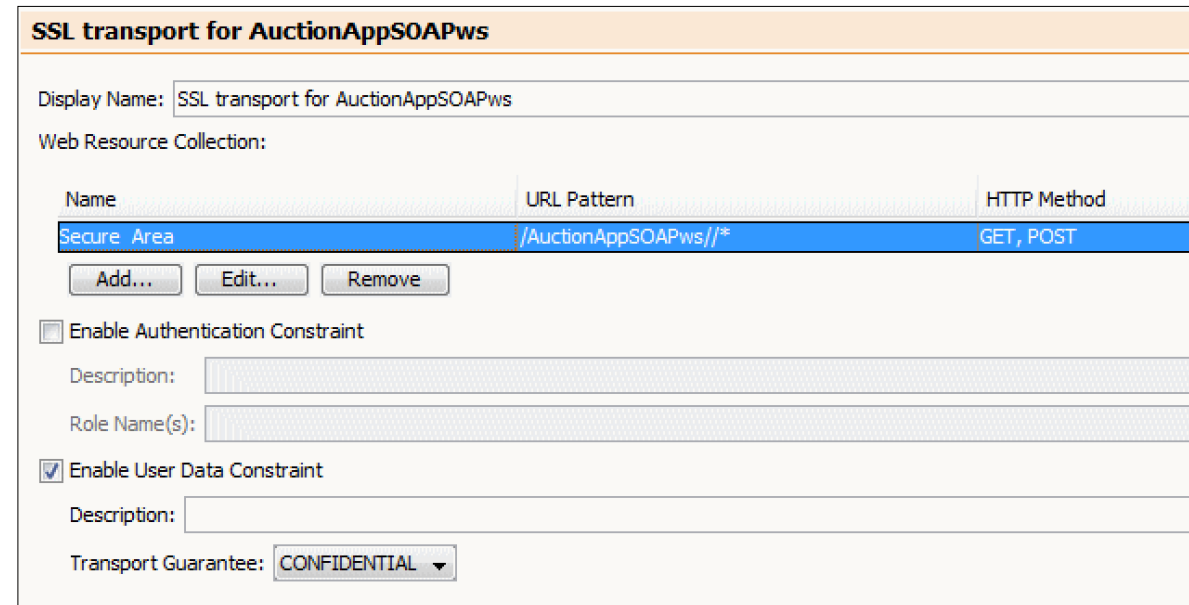 SSL transport for AuctionAppSOAPws
Display Name: SSL transport for AuctionAppSOAPws
Web Resource Collection:
Name URL Pattern HTTP Method
Secure Area /AuctionAppSOAPws//* GET, POST
Add... Edit... Remove
Enable Authentication Constraint
Description:
Role Name(s):
Enable User Data Constraint
Description:
Transport Guarantee: CONFIDENTIAL